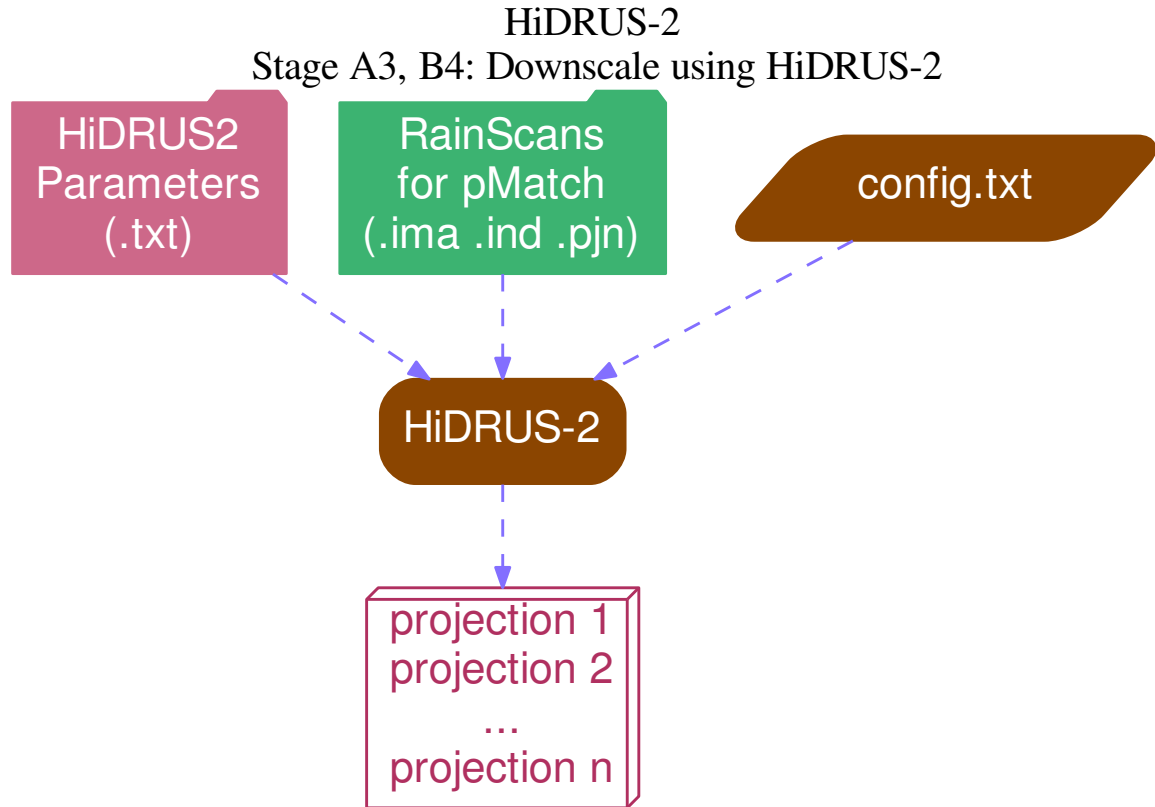 HiDRUS-2
Stage A3, B4: Downscale using HiDRUS-2
HiDRUS2
Parameters
(.txt)
RainScans
for pMatch
(.ima .ind .pjn)
config.txt
HiDRUS-2
projection 1
projection 2
...
projection n